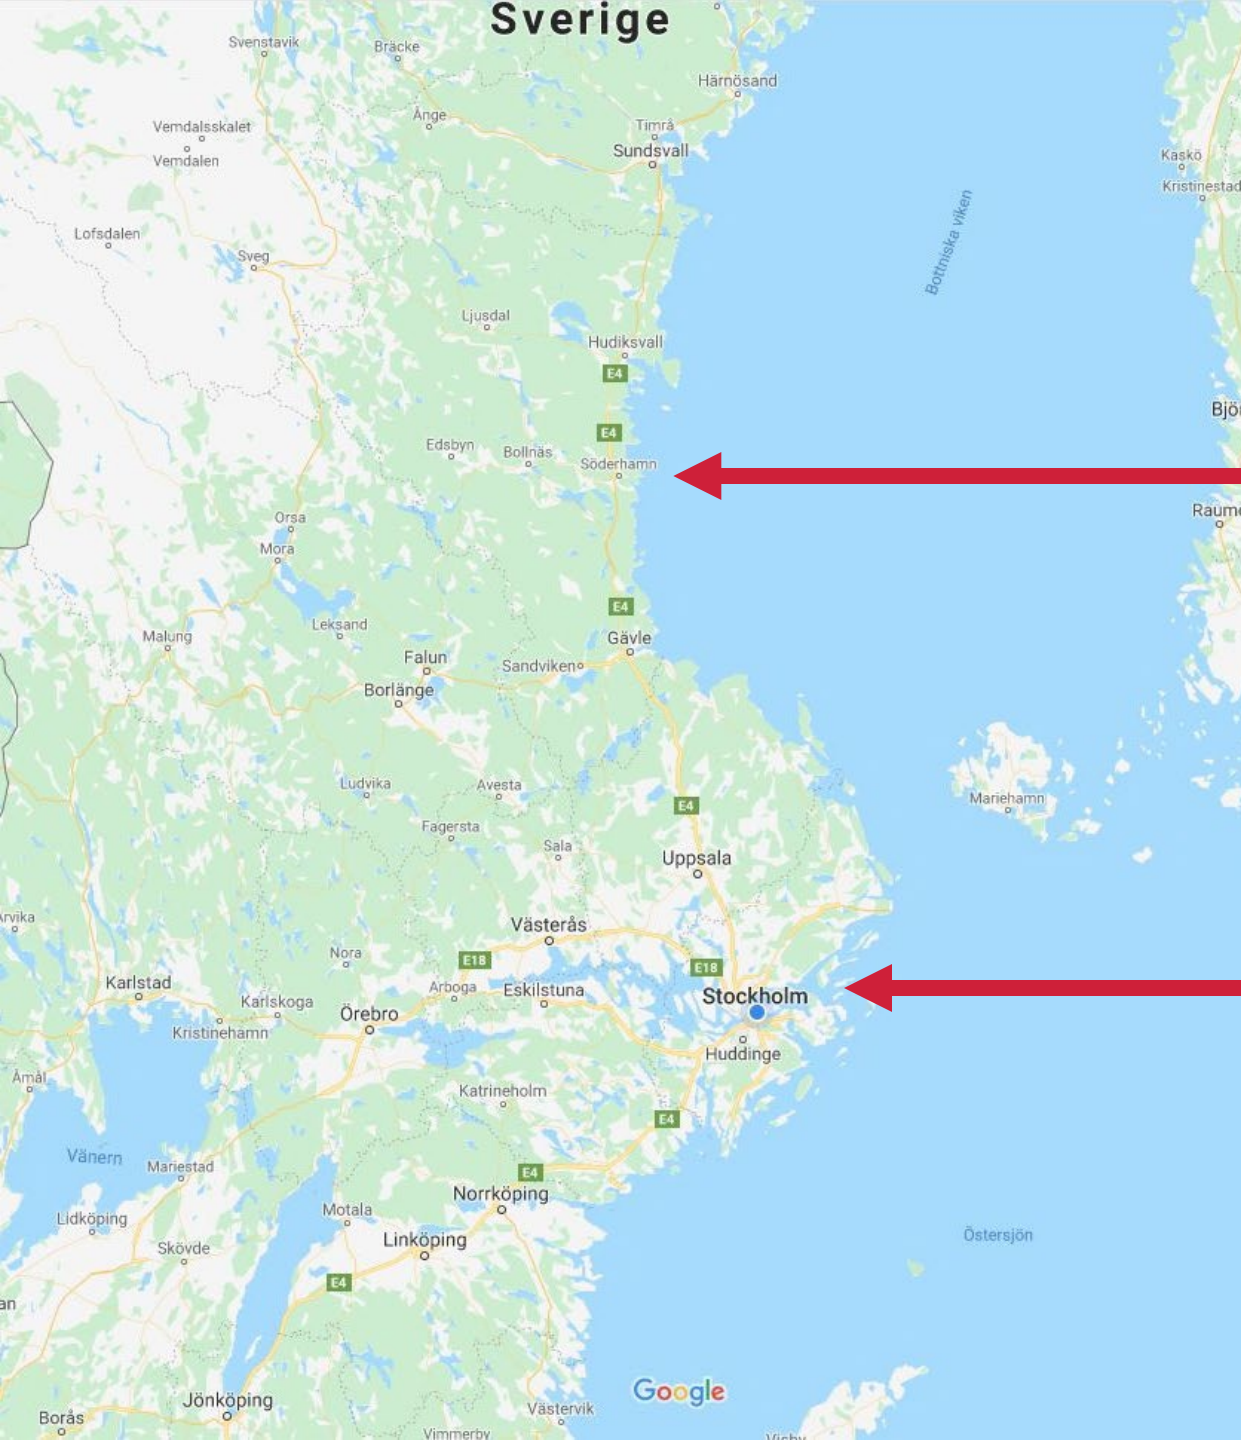 Sverige
Svenstavik
Bräcke
Härnösand
Ånge
Timrå
Vemdalsskalet
Sundsvall
Vemdalen
Kaskö
Kristinestad
Lofsdalen
Bottniska viken
Sveg
Ljusdal
Hudiksvall
E4
E4
Edsbyn
Bollnäs
Söderhamn
Orsa
Mora
E4
Leksand
Malung
Gävle
Falun
Sandviken
Borlänge
Ludvika
Avesta
Mariehamn
E4
Fagersta
Sala
Uppsala
Västerås
Nora
E18
E18
Karlstad
Arboga
Eskilstuna
Stockholm
Karlskoga
Örebro
Kristinehamn
Huddinge
Åmål
Katrineholm
E4
Vänern
Mariestad
E4
Norrköping
Motala
Lidköping
Östersjön
Linköping
Skövde
E4
Google
Jönköping
Västervik
Borås
Vimmerby